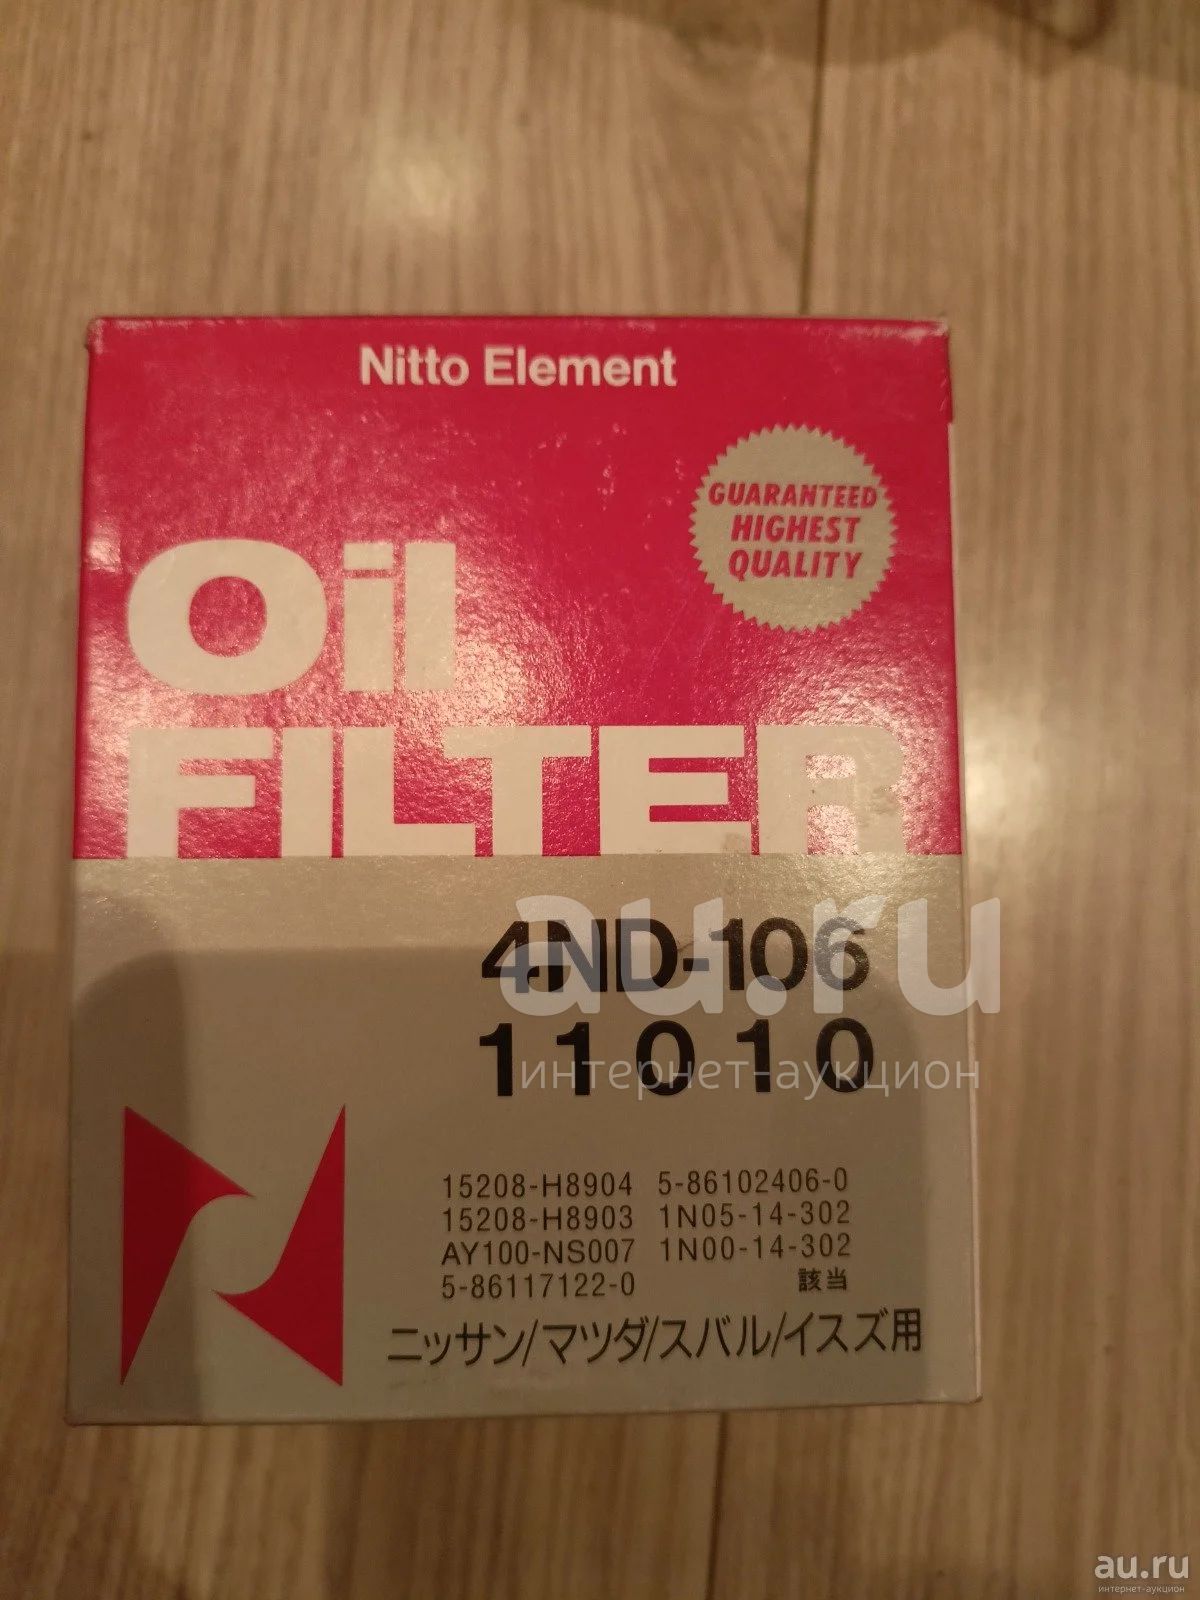 Nitto Element
GUARANTEED
HIGHEST
QUALITY
Oil
FILTER
4ND-106
11010
au.ru
интернет-аукцион
15208-H8904 5-86102406-0
15208-H8903 1N05-14-302
AY100-NS007 1N00-14-302
5-86117122-0 該当
ニッサン/マツダ/スバル/イスズ用
au.ru
интернет-аукцион